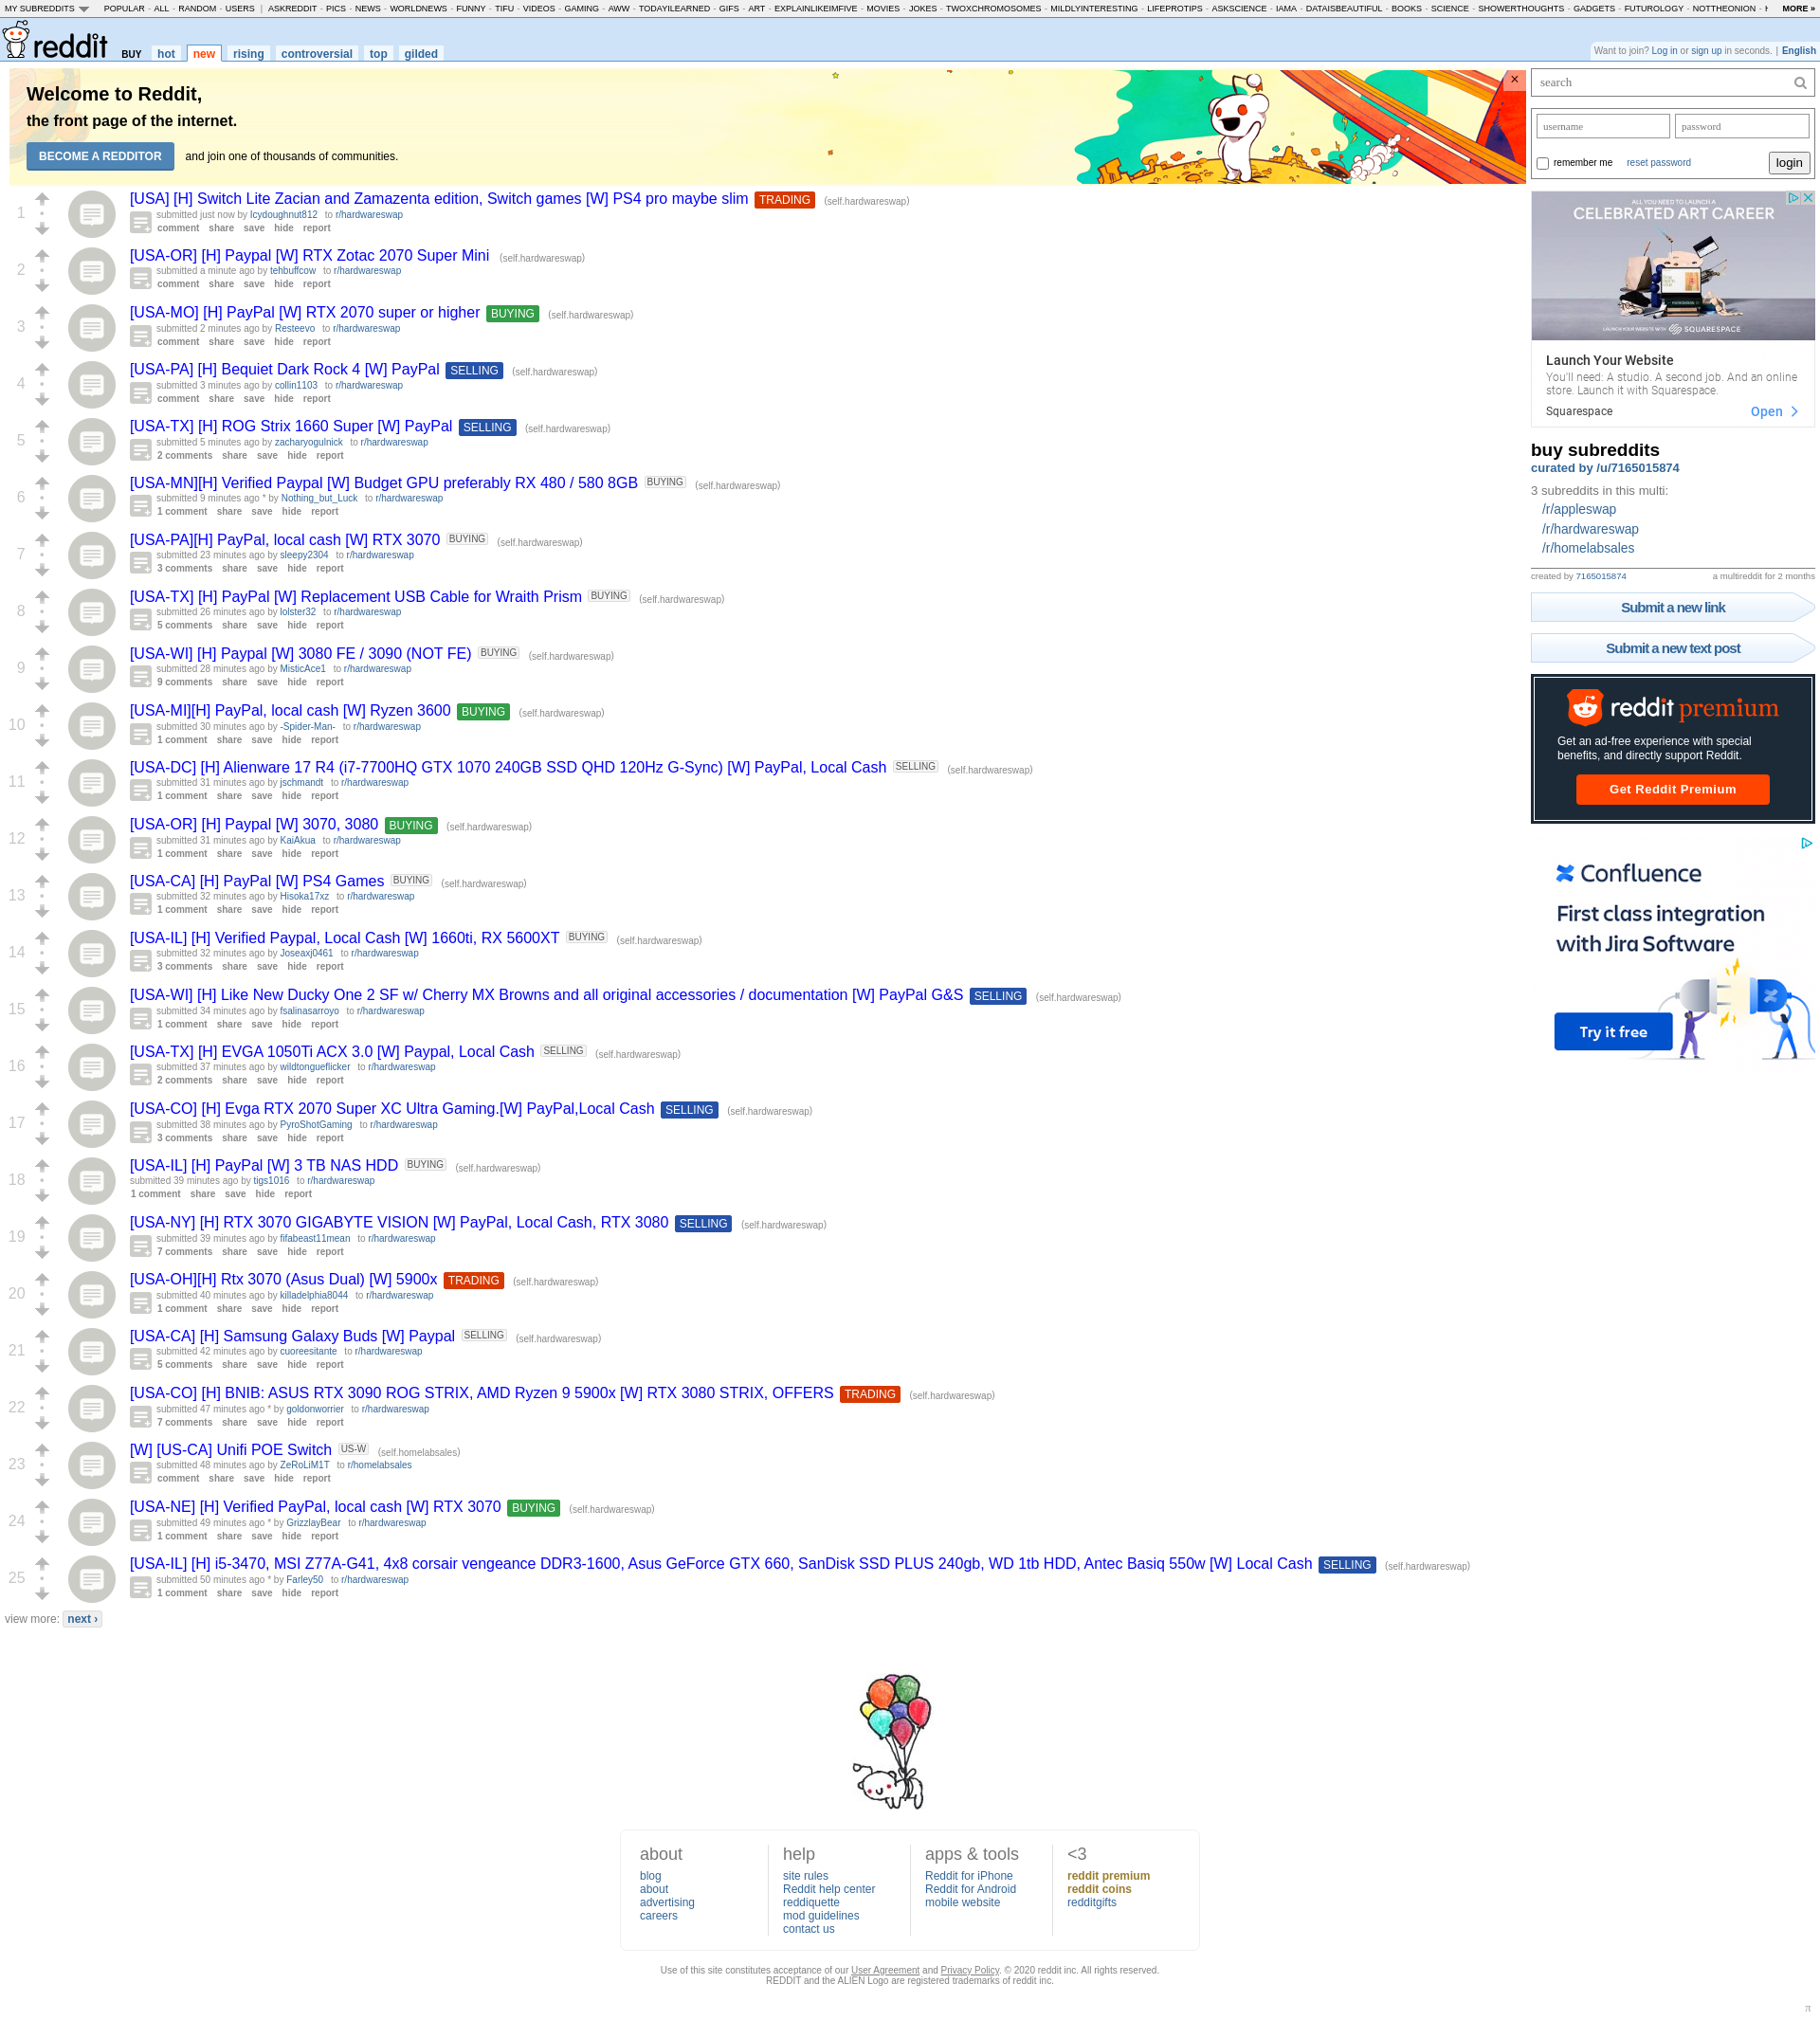 MY SUBREDDITS POPULAR - ALL - RANDOM - USERS | ASKREDDIT - PICS - NEWS - WORLDNEWS - FUNNY - TIFU - VIDEOS - GAMING - AWW - TODAYILEARNED - GIFS - ART - EXPLAINLIKEIMFIVE - MOVIES - JOKES - TWOXCHROMOSOMES - MILDLYINTERESTING - LIFEPROTIPS - ASKSCIENCE - IAMA - DATAISBEAUTIFUL - BOOKS - SCIENCE - SHOWERTHOUGHTS - GADGETS - FUTUROLOGY - NOTTHEONION - MORE »
reddit BUY hot new rising controversial top gilded
Want to join? Log in or sign up in seconds. | English
Welcome to Reddit,
the front page of the internet.
BECOME A REDDITOR and join one of thousands of communities.
×
1
[USA] [H] Switch Lite Zacian and Zamazenta edition, Switch games [W] PS4 pro maybe slim TRADING (self.hardwareswap)
submitted just now by Icydoughnut812 to r/hardwareswap
comment share save hide report
2
[USA-OR] [H] Paypal [W] RTX Zotac 2070 Super Mini (self.hardwareswap)
submitted a minute ago by tehbuffcow to r/hardwareswap
comment share save hide report
3
[USA-MO] [H] PayPal [W] RTX 2070 super or higher BUYING (self.hardwareswap)
submitted 2 minutes ago by Resteevo to r/hardwareswap
comment share save hide report
4
[USA-PA] [H] Bequiet Dark Rock 4 [W] PayPal SELLING (self.hardwareswap)
submitted 3 minutes ago by collin1103 to r/hardwareswap
comment share save hide report
5
[USA-TX] [H] ROG Strix 1660 Super [W] PayPal SELLING (self.hardwareswap)
submitted 5 minutes ago by zacharyogulnick to r/hardwareswap
2 comments share save hide report
6
[USA-MN][H] Verified Paypal [W] Budget GPU preferably RX 480 / 580 8GB BUYING (self.hardwareswap)
submitted 9 minutes ago * by Nothing_but_Luck to r/hardwareswap
1 comment share save hide report
7
[USA-PA][H] PayPal, local cash [W] RTX 3070 BUYING (self.hardwareswap)
submitted 23 minutes ago by sleepy2304 to r/hardwareswap
3 comments share save hide report
8
[USA-TX] [H] PayPal [W] Replacement USB Cable for Wraith Prism BUYING (self.hardwareswap)
submitted 26 minutes ago by lolster32 to r/hardwareswap
5 comments share save hide report
9
[USA-WI] [H] Paypal [W] 3080 FE / 3090 (NOT FE) BUYING (self.hardwareswap)
submitted 28 minutes ago by MisticAce1 to r/hardwareswap
9 comments share save hide report
10
[USA-MI][H] PayPal, local cash [W] Ryzen 3600 BUYING (self.hardwareswap)
submitted 30 minutes ago by -Spider-Man- to r/hardwareswap
1 comment share save hide report
11
[USA-DC] [H] Alienware 17 R4 (i7-7700HQ GTX 1070 240GB SSD QHD 120Hz G-Sync) [W] PayPal, Local Cash SELLING (self.hardwareswap)
submitted 31 minutes ago by jschmandt to r/hardwareswap
1 comment share save hide report
12
[USA-OR] [H] Paypal [W] 3070, 3080 BUYING (self.hardwareswap)
submitted 31 minutes ago by KaiAkua to r/hardwareswap
1 comment share save hide report
13
[USA-CA] [H] PayPal [W] PS4 Games BUYING (self.hardwareswap)
submitted 32 minutes ago by Hisoka17xz to r/hardwareswap
1 comment share save hide report
14
[USA-IL] [H] Verified Paypal, Local Cash [W] 1660ti, RX 5600XT BUYING (self.hardwareswap)
submitted 32 minutes ago by Joseaxj0461 to r/hardwareswap
3 comments share save hide report
15
[USA-WI] [H] Like New Ducky One 2 SF w/ Cherry MX Browns and all original accessories / documentation [W] PayPal G&S SELLING (self.hardwareswap)
submitted 34 minutes ago by fsalinasarroyo to r/hardwareswap
1 comment share save hide report
16
[USA-TX] [H] EVGA 1050Ti ACX 3.0 [W] Paypal, Local Cash SELLING (self.hardwareswap)
submitted 37 minutes ago by wildtongueflicker to r/hardwareswap
2 comments share save hide report
17
[USA-CO] [H] Evga RTX 2070 Super XC Ultra Gaming.[W] PayPal,Local Cash SELLING (self.hardwareswap)
submitted 38 minutes ago by PyroShotGaming to r/hardwareswap
3 comments share save hide report
18
[USA-IL] [H] PayPal [W] 3 TB NAS HDD BUYING (self.hardwareswap)
submitted 39 minutes ago by tigs1016 to r/hardwareswap
1 comment share save hide report
19
[USA-NY] [H] RTX 3070 GIGABYTE VISION [W] PayPal, Local Cash, RTX 3080 SELLING (self.hardwareswap)
submitted 39 minutes ago by fifabeast11mean to r/hardwareswap
7 comments share save hide report
20
[USA-OH][H] Rtx 3070 (Asus Dual) [W] 5900x TRADING (self.hardwareswap)
submitted 40 minutes ago by killadelphia8044 to r/hardwareswap
1 comment share save hide report
21
[USA-CA] [H] Samsung Galaxy Buds [W] Paypal SELLING (self.hardwareswap)
submitted 42 minutes ago by cuoreesitante to r/hardwareswap
5 comments share save hide report
22
[USA-CO] [H] BNIB: ASUS RTX 3090 ROG STRIX, AMD Ryzen 9 5900x [W] RTX 3080 STRIX, OFFERS TRADING (self.hardwareswap)
submitted 47 minutes ago * by goldonworrier to r/hardwareswap
7 comments share save hide report
23
[W] [US-CA] Unifi POE Switch US-W (self.homelabsales)
submitted 48 minutes ago by ZeRoLiM1T to r/homelabsales
comment share save hide report
24
[USA-NE] [H] Verified PayPal, local cash [W] RTX 3070 BUYING (self.hardwareswap)
submitted 49 minutes ago * by GrizzlayBear to r/hardwareswap
1 comment share save hide report
25
[USA-IL] [H] i5-3470, MSI Z77A-G41, 4x8 corsair vengeance DDR3-1600, Asus GeForce GTX 660, SanDisk SSD PLUS 240gb, WD 1tb HDD, Antec Basiq 550w [W] Local Cash SELLING (self.hardwareswap)
submitted 50 minutes ago * by Farley50 to r/hardwareswap
1 comment share save hide report
view more: next ›
search
username password
remember me reset password login
ALL YOU NEED TO LAUNCH A
CELEBRATED ART CAREER
LAUNCH YOUR WEBSITE WITH SQUARESPACE
Launch Your Website
You'll need: A studio. A second job. And an online
store. Launch it with Squarespace.
Squarespace Open
buy subreddits
curated by /u/7165015874
3 subreddits in this multi:
/r/appleswap
/r/hardwareswap
/r/homelabsales
created by 7165015874 a multireddit for 2 months
Submit a new link
Submit a new text post
reddit premium
Get an ad-free experience with special
benefits, and directly support Reddit.
Get Reddit Premium
Confluence
First class integration
with Jira Software
Try it free
about
blog
about
advertising
careers
help
site rules
Reddit help center
reddiquette
mod guidelines
contact us
apps & tools
Reddit for iPhone
Reddit for Android
mobile website
<3
reddit premium
reddit coins
redditgifts
Use of this site constitutes acceptance of our User Agreement and Privacy Policy. © 2020 reddit inc. All rights reserved.
REDDIT and the ALIEN Logo are registered trademarks of reddit inc.
π